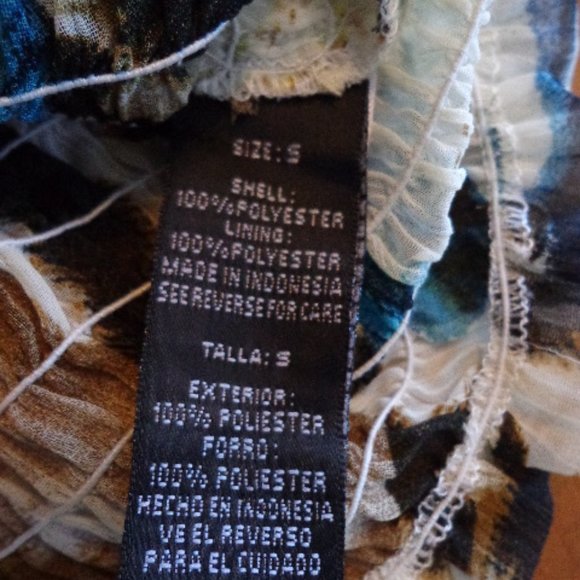 SIZE: S
SHELL:
100% POLYESTER
LINING:
100% POLYESTER
MADE IN INDONESIA
SEE REVERSE FOR CARE
TALLA: S
EXTERIOR:
100% POLIESTER
FORRO:
100% POLIESTER
HECHO EN INDONESIA
VE EL REVERSO
PARA EL CUIDADO